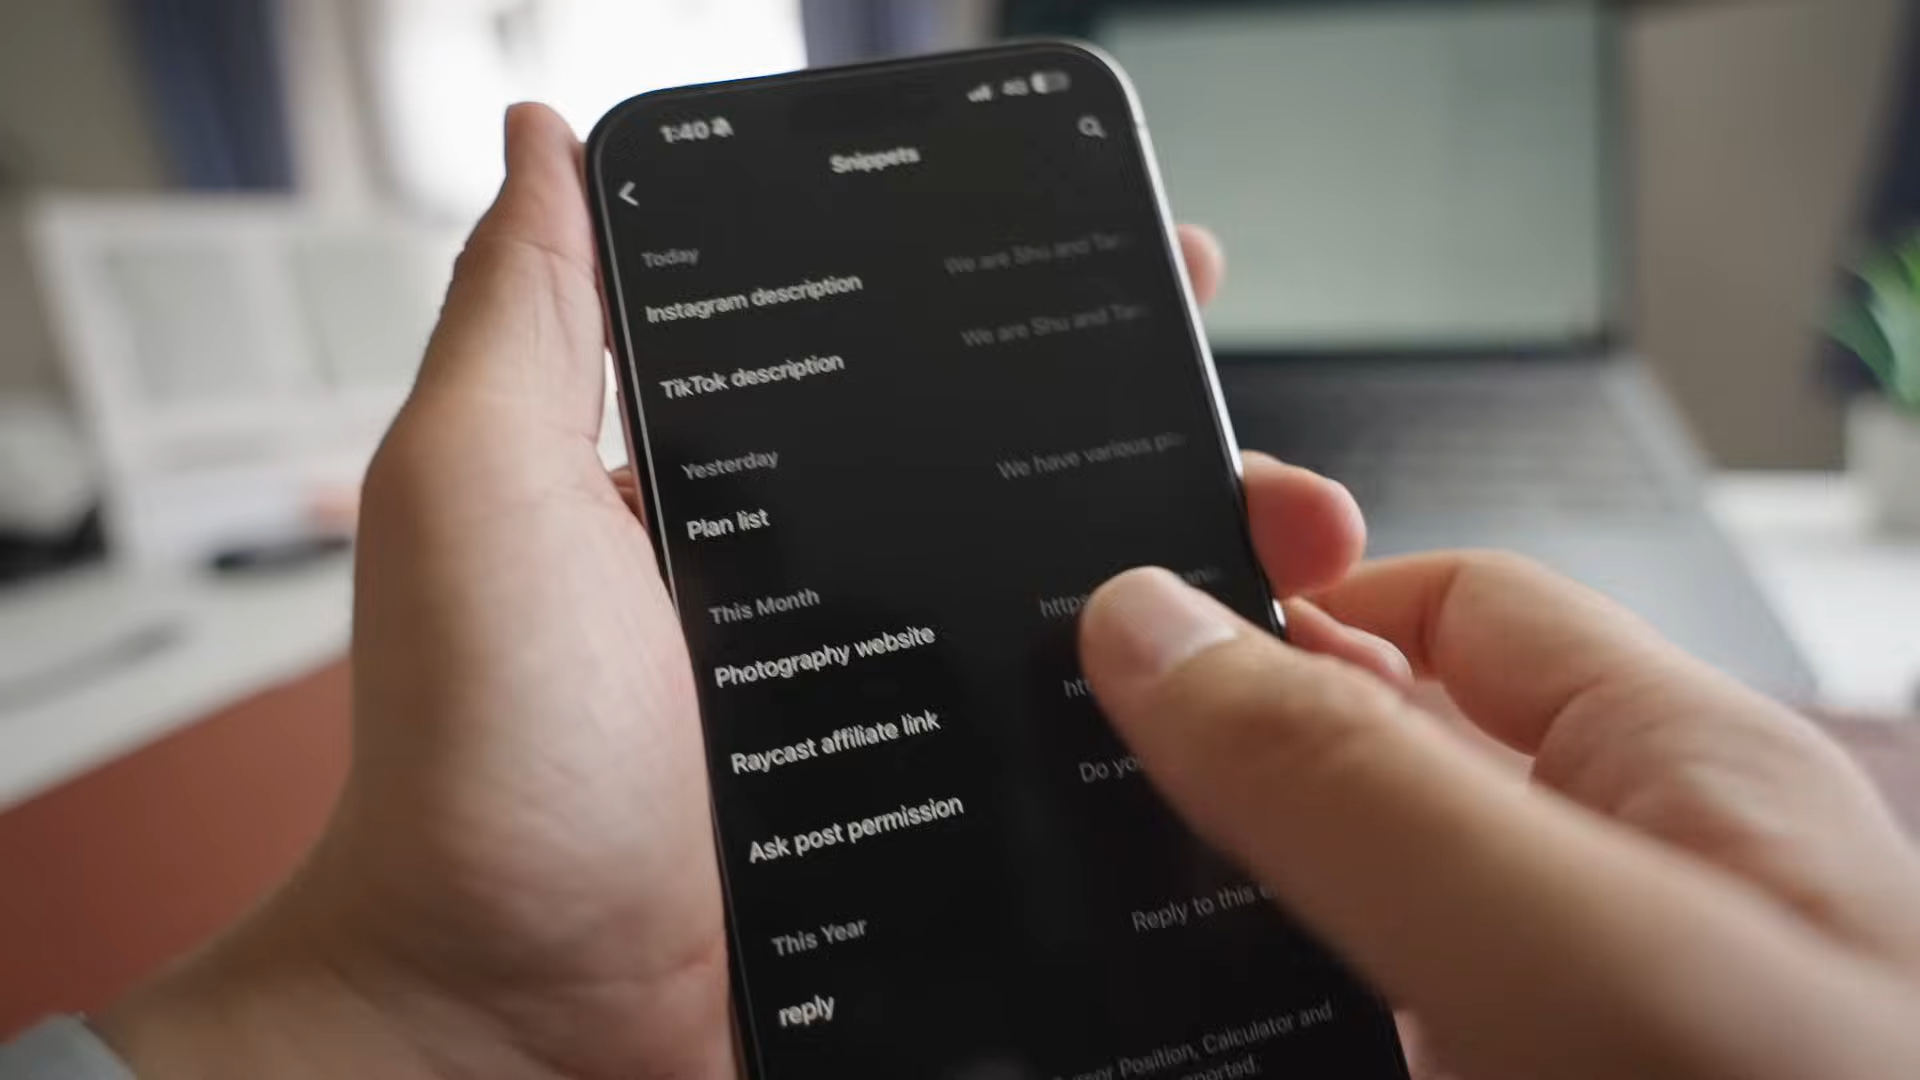 1:40
4G
Snippets
Today
Instagram description We are Shu and
TikTok description We are Shu and
Yesterday
Plan list We have various
This Month
Photography website
Raycast affiliate link
Ask post permission Do
This Year
reply Reply to this
Position, Calculator and